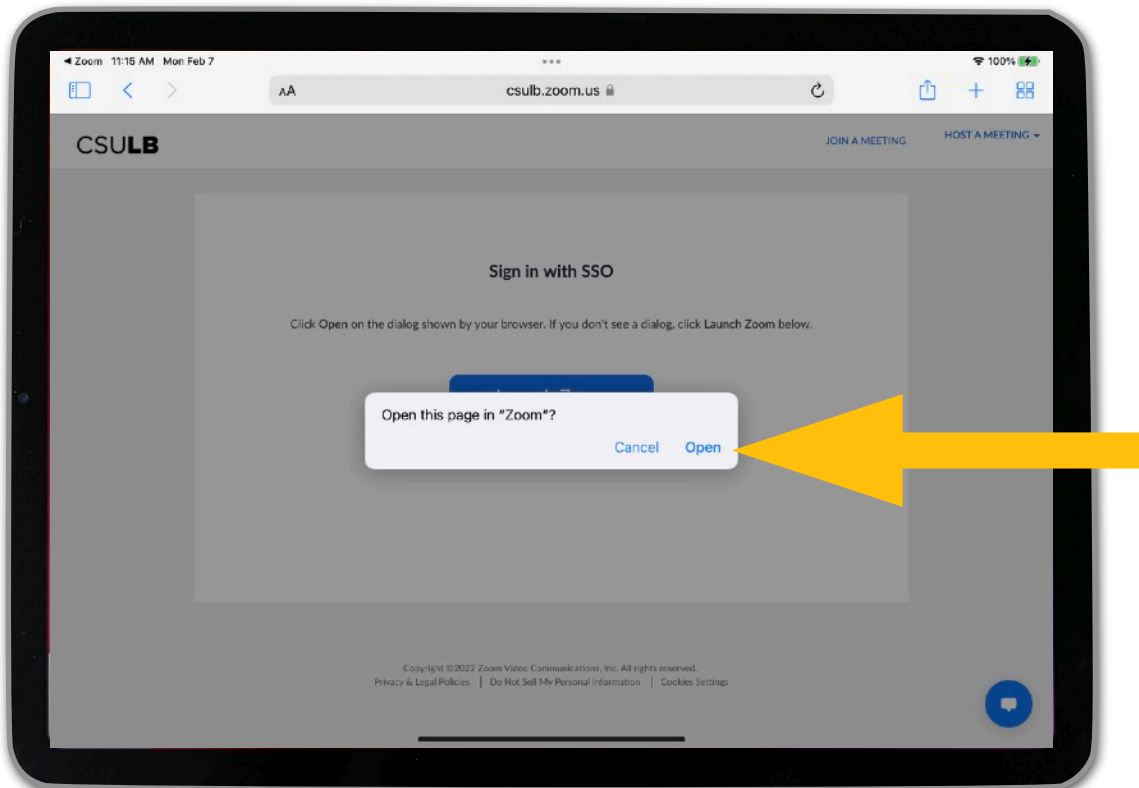 ◀ Zoom 11:15 AM Mon Feb 7
100%
AA csulb.zoom.us
CSULB
JOIN A MEETING HOST A MEETING
Sign in with SSO
Click Open on the dialog shown by your browser. If you don't see a dialog, click Launch Zoom below.
Open this page in "Zoom"?
Cancel Open
Copyright ©2022 Zoom Video Communications, Inc. All rights reserved.
Privacy & Legal Policies | Do Not Sell My Personal Information | Cookies Settings